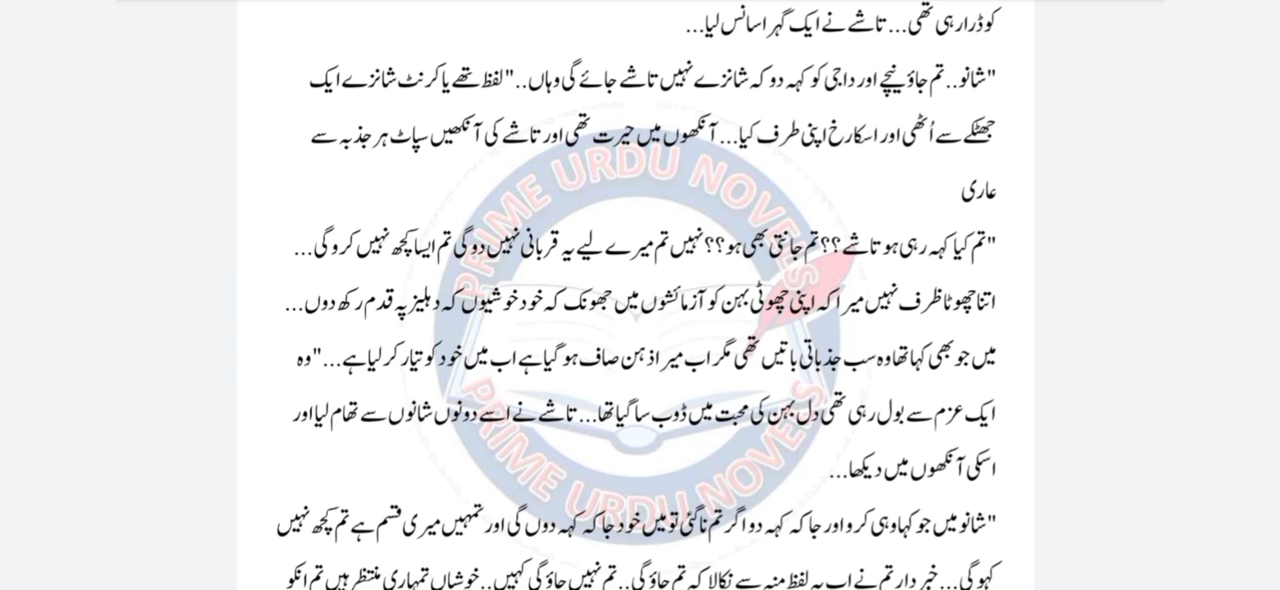 کو ڈرا رہی تھی... تاشے نے ایک گہرا سانس لیا...
"شانو.. تم جاؤ نیچے اور داجی کو کہہ دو کہ شانزے نہیں تاشے جائے گی وہاں.." لفظ تھے یا کرنٹ شانزے ایک
جھٹکے سے اُٹھی اور اسکا رخ اپنی طرف کیا... آنکھوں میں حیرت تھی اور تاشے کی آنکھیں سپاٹ ہر جذبہ سے
عاری
"تم کیا کہہ رہی ہو تاشے؟؟ تم جانتی بھی ہو؟؟ نہیں تم میرے لیے یہ قربانی نہیں دو گی تم ایسا کچھ نہیں کرو گی...
اتنا چھوٹا ظرف نہیں میرا کہ اپنی چھوٹی بہن کو آزمائشوں میں جھونک کہ خود خوشیوں کہ دہلیز پہ قدم رکھ دوں...
میں جو بھی کہا تھا وہ سب جذباتی باتیں تھی مگر اب میرا ذہن صاف ہو گیا ہے اب میں خود کو تیار کر لیا ہے..." وہ
ایک عزم سے بول رہی تھی دل بہن کی محبت میں ڈوب سا گیا تھا... تاشے نے اسے دونوں شانوں سے تھام لیا اور
اسکی آنکھوں میں دیکھا...
"شانو میں جو کہا وہی کرو اور جا کہ کہہ دو اگر تم نا گئی تو میں خود جا کہ کہہ دوں گی اور تمہیں میری قسم ہے تم کچھ نہیں
کہو گی... خبردار تم نے اب یہ لفظ منہ سے نکالا کہ تم جاؤ گی.. تم نہیں جاؤ گی کہیں.. خوشیاں تمہاری منتظر ہیں تم انکو
PRIME URDU NOVELS
PRIME URDU NOVELS